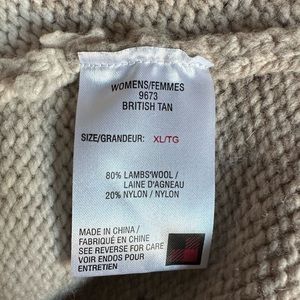 WOMENS/FEMMES
9673
BRITISH TAN
SIZE/GRANDEUR: XL/TG
80% LAMBS'WOOL /
LAINE D'AGNEAU
20% NYLON / NYLON
MADE IN CHINA /
FABRIQUÉ EN CHINE
SEE REVERSE FOR CARE
VOIR ENDOS POUR
ENTRETIEN